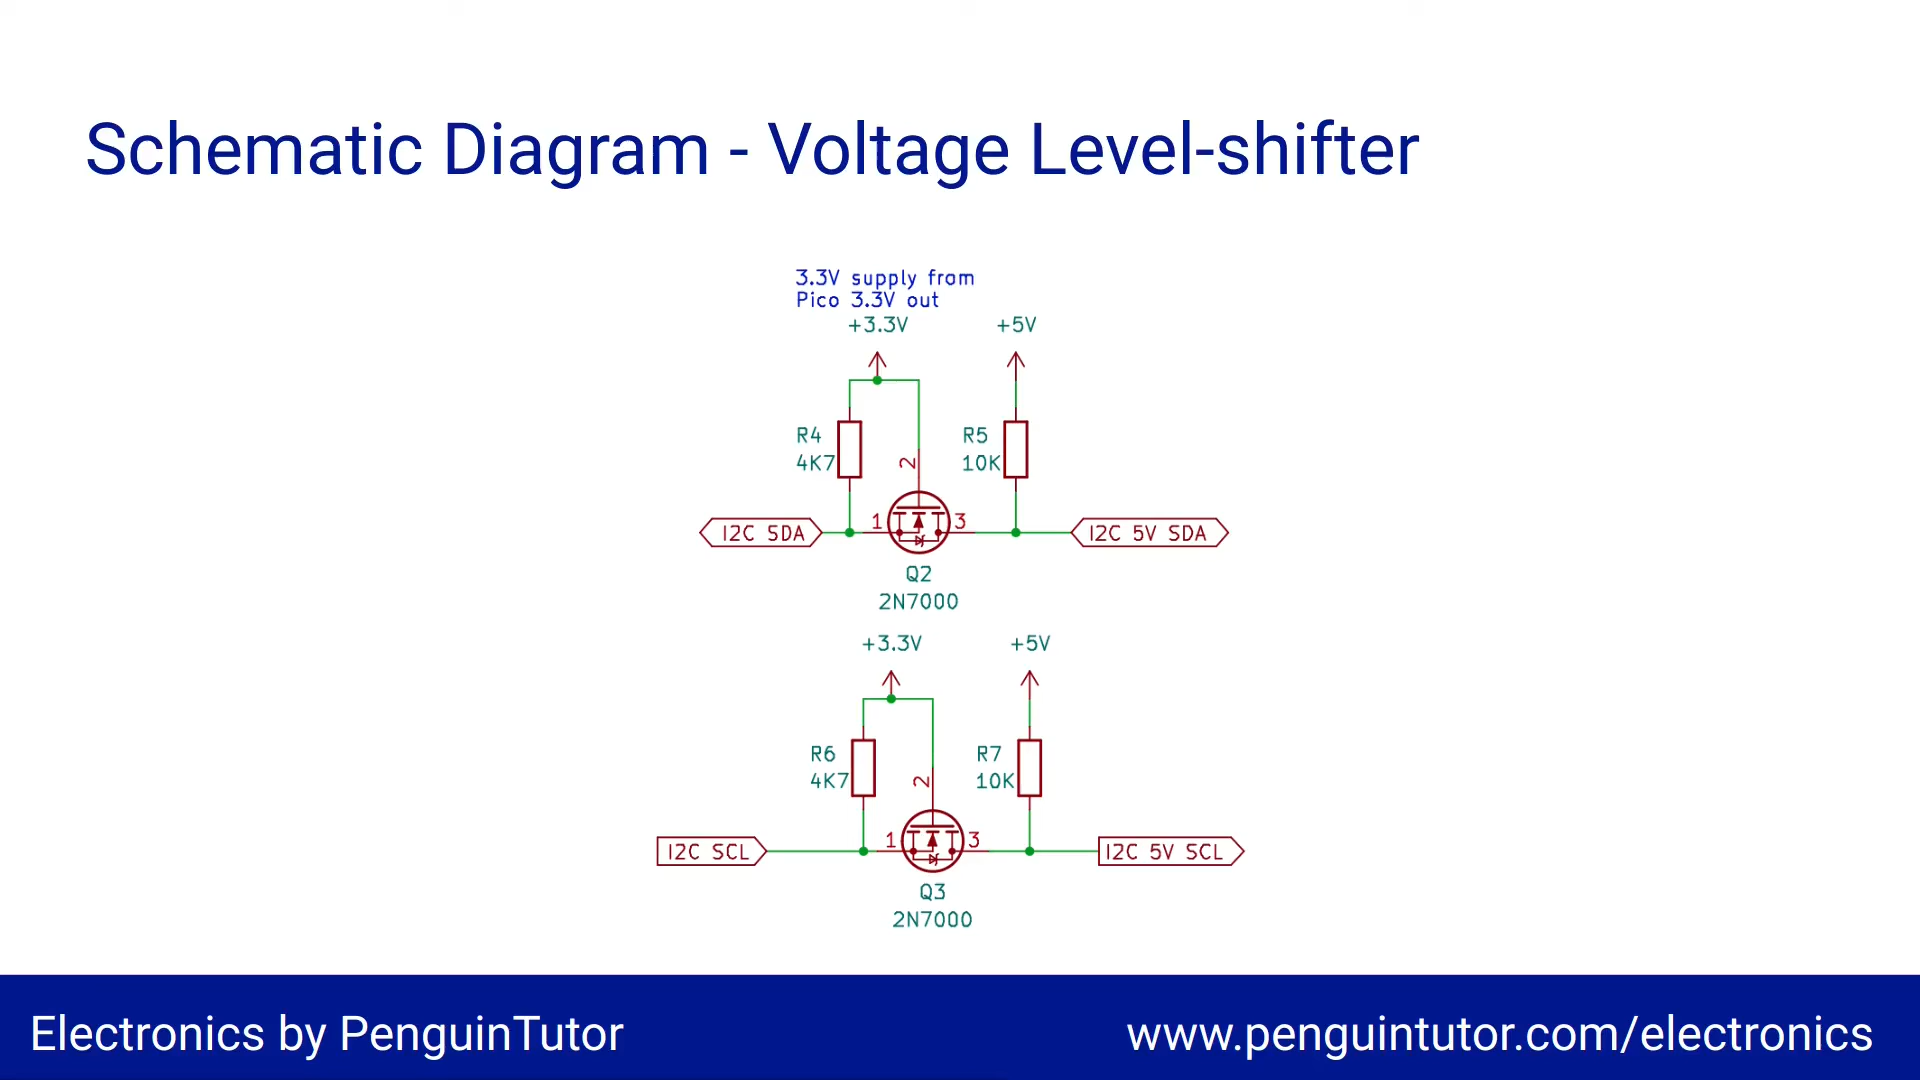 Schematic Diagram - Voltage Level-shifter
3.3V supply from
Pico 3.3V out
+3.3V
+5V
R4
4K7
2
R5
10K
I2C SDA
1
3
I2C 5V SDA
Q2
2N7000
+3.3V
+5V
R6
4K7
2
R7
10K
I2C SCL
1
3
I2C 5V SCL
Q3
2N7000
Electronics by PenguinTutor
www.penguintutor.com/electronics